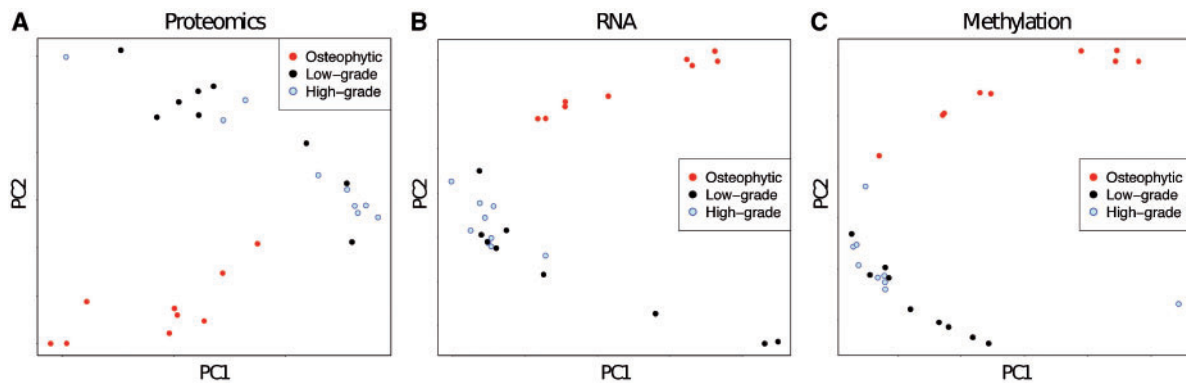 A
Proteomics
Osteophytic
Low-grade
High-grade
PC2
PC1
B
RNA
Osteophytic
Low-grade
High-grade
PC2
PC1
C
Methylation
Osteophytic
Low-grade
High-grade
PC2
PC1